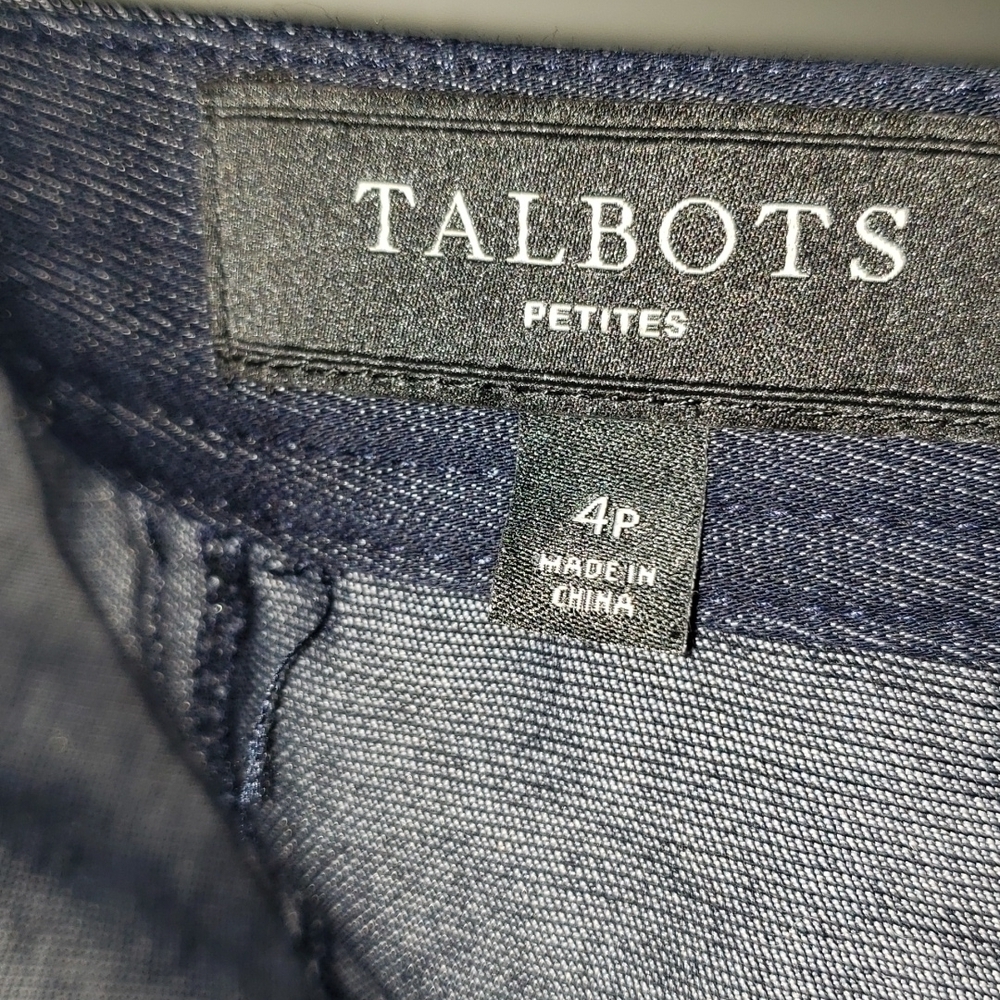 TALBOTS
PETITES
4P
MADE IN
CHINA